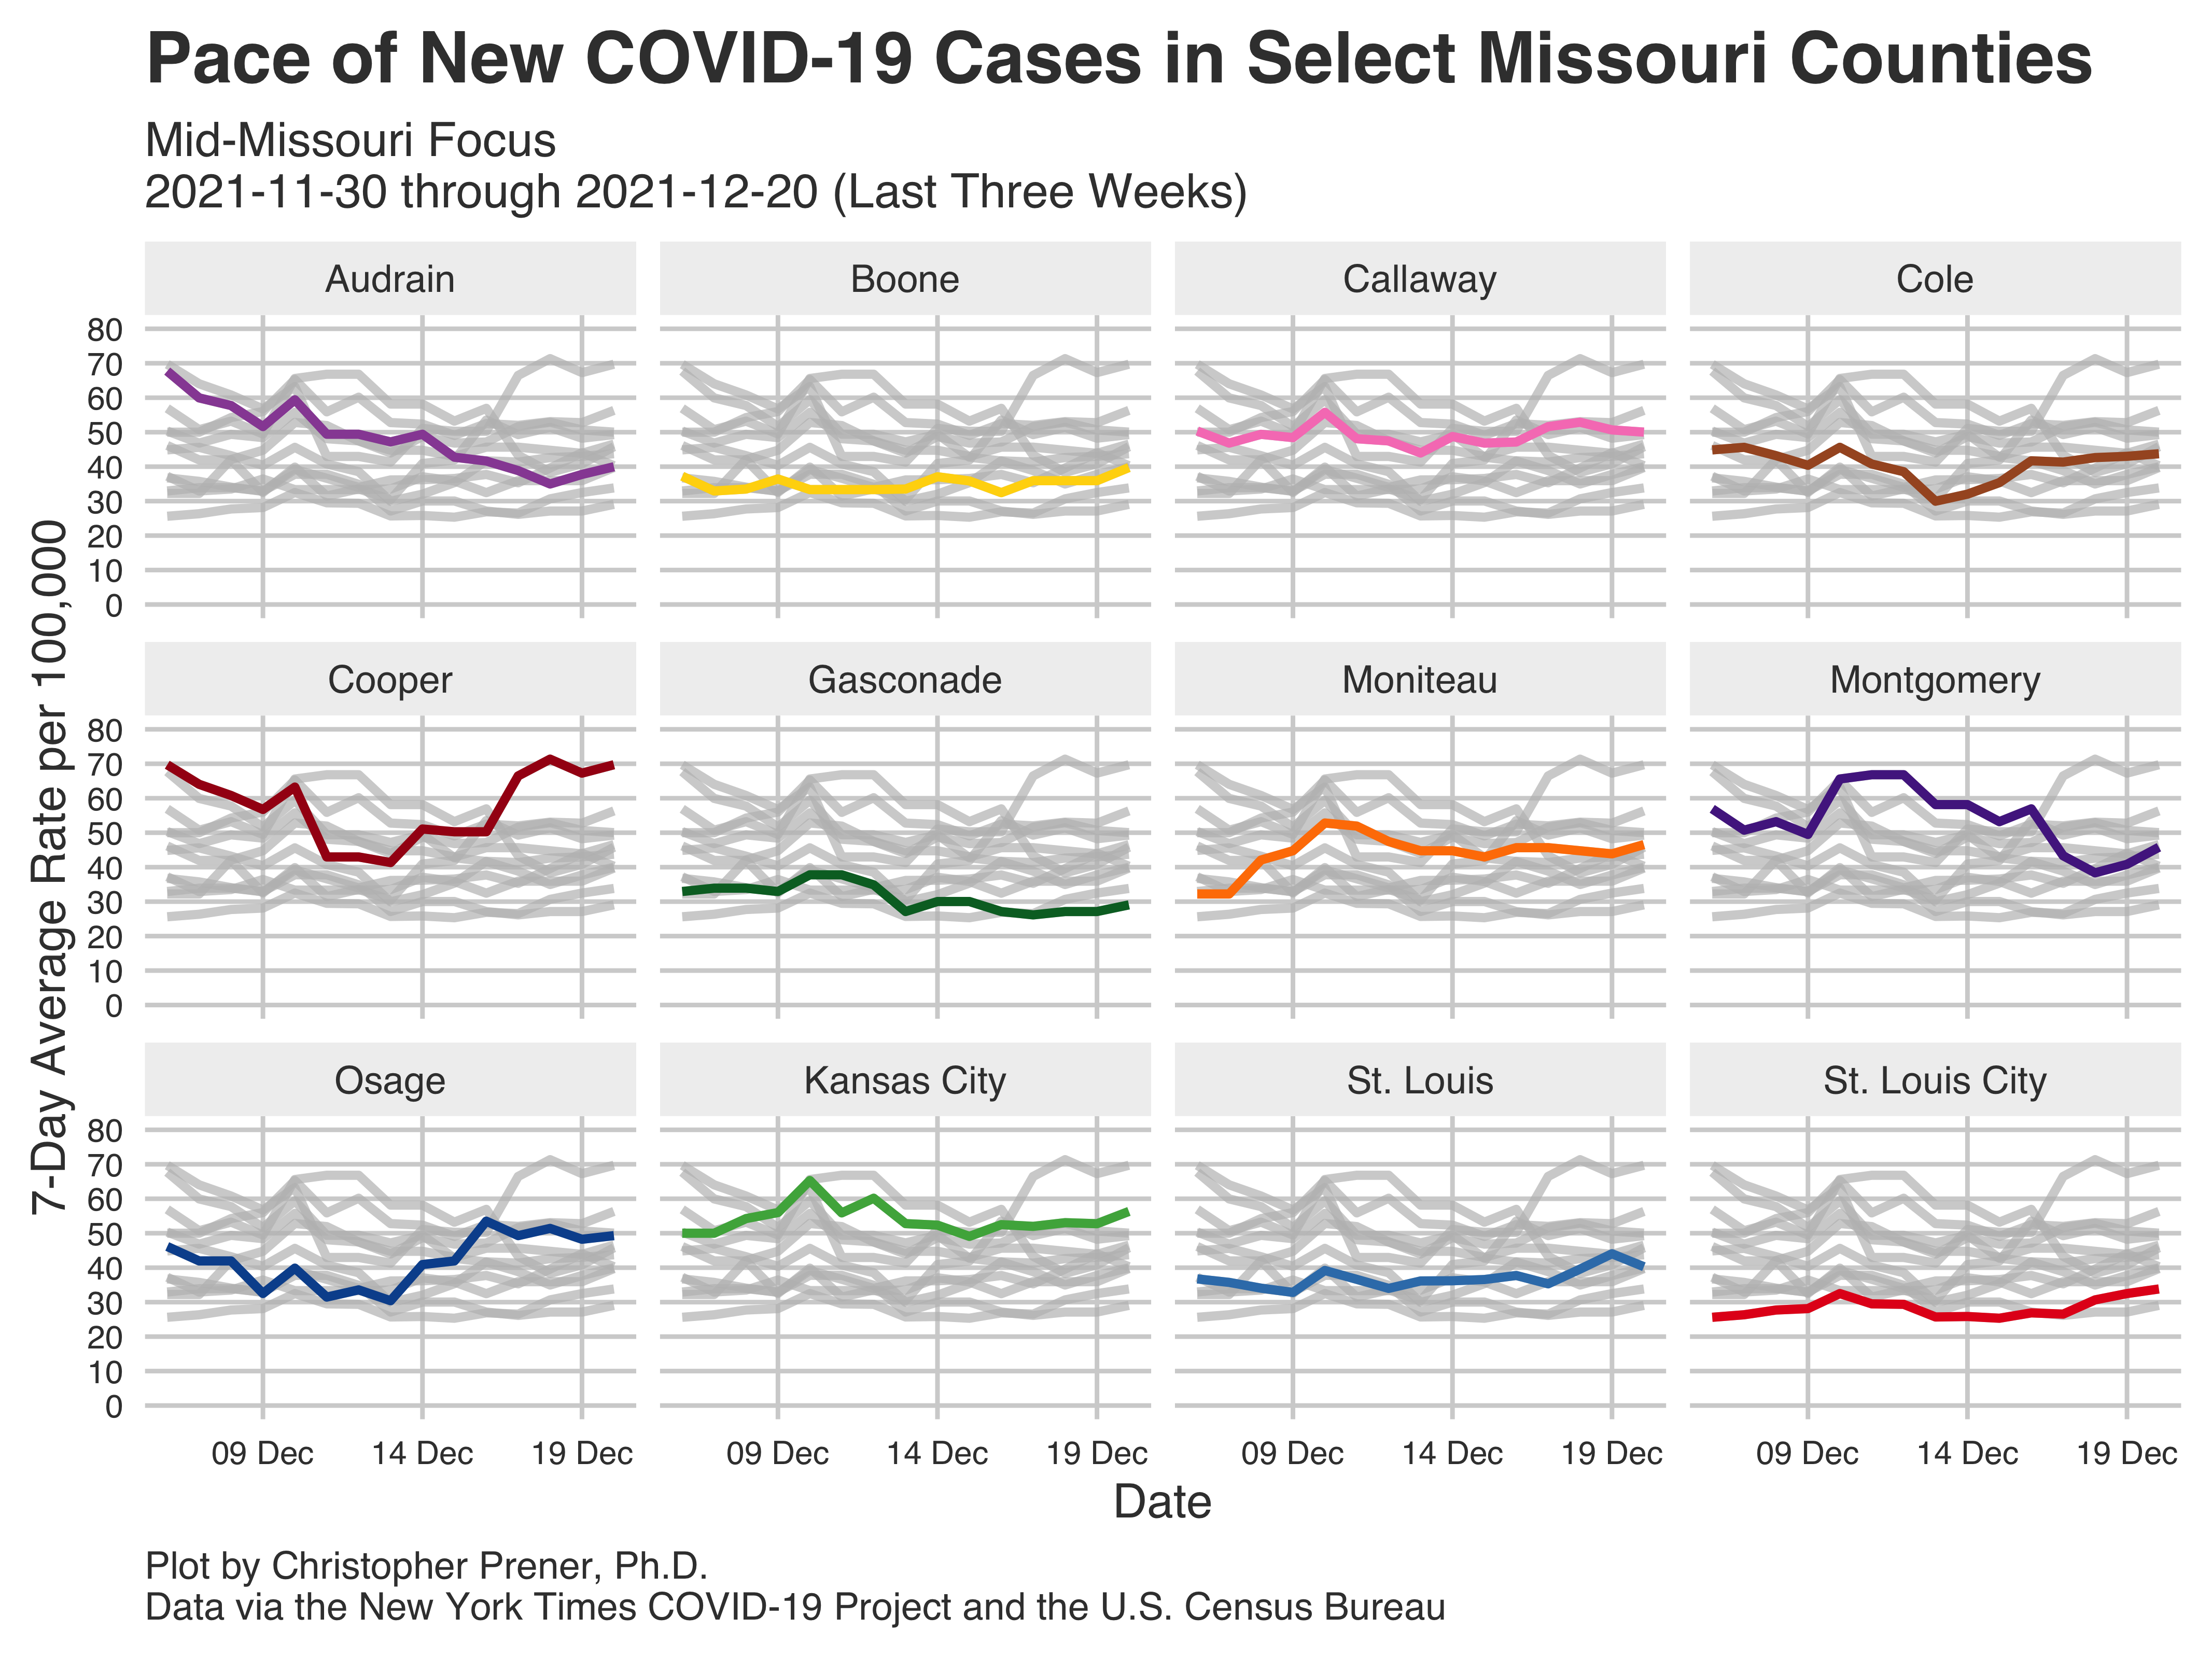 Pace of New COVID-19 Cases in Select Missouri Counties
Mid-Missouri Focus
2021-11-30 through 2021-12-20 (Last Three Weeks)
7-Day Average Rate per 100,000
Audrain Boone Callaway Cole
80
70
60
50
40
30
20
10
0
Cooper Gasconade Moniteau Montgomery
80
70
60
50
40
30
20
10
0
Osage Kansas City St. Louis St. Louis City
80
70
60
50
40
30
20
10
0
09 Dec 14 Dec 19 Dec 09 Dec 14 Dec 19 Dec 09 Dec 14 Dec 19 Dec 09 Dec 14 Dec 19 Dec
Date
Plot by Christopher Prener, Ph.D.
Data via the New York Times COVID-19 Project and the U.S. Census Bureau